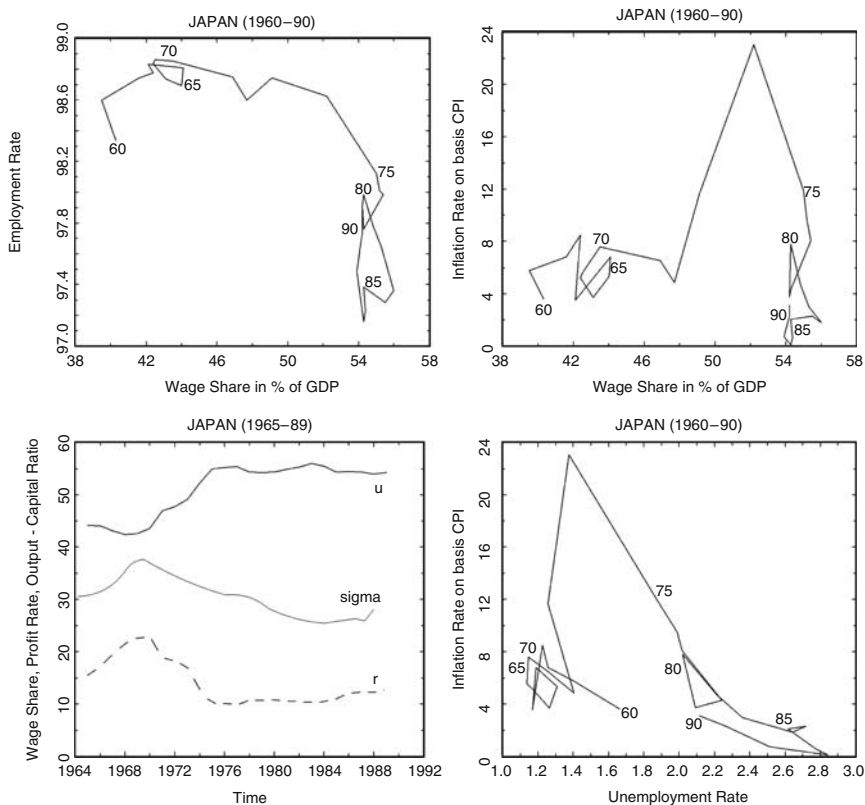 JAPAN (1960–90)
99.0
98.6
98.2
97.8
97.4
97.0
Employment Rate
70
65
60
75
80
90
85
38 42 46 50 54 58
Wage Share in % of GDP
JAPAN (1960–90)
24
20
16
12
8
4
0
Inflation Rate on basis CPI
75
70
65
80
60
90
85
38 42 46 50 54 58
Wage Share in % of GDP
JAPAN (1965–89)
60
50
40
30
20
10
0
Wage Share, Profit Rate, Output - Capital Ratio
u
sigma
r
1964 1968 1972 1976 1980 1984 1988 1992
Time
JAPAN (1960–90)
24
20
16
12
8
4
0
Inflation Rate on basis CPI
75
70
65
80
60
90
85
1.0 1.2 1.4 1.6 1.8 2.0 2.2 2.4 2.6 2.8 3.0
Unemployment Rate